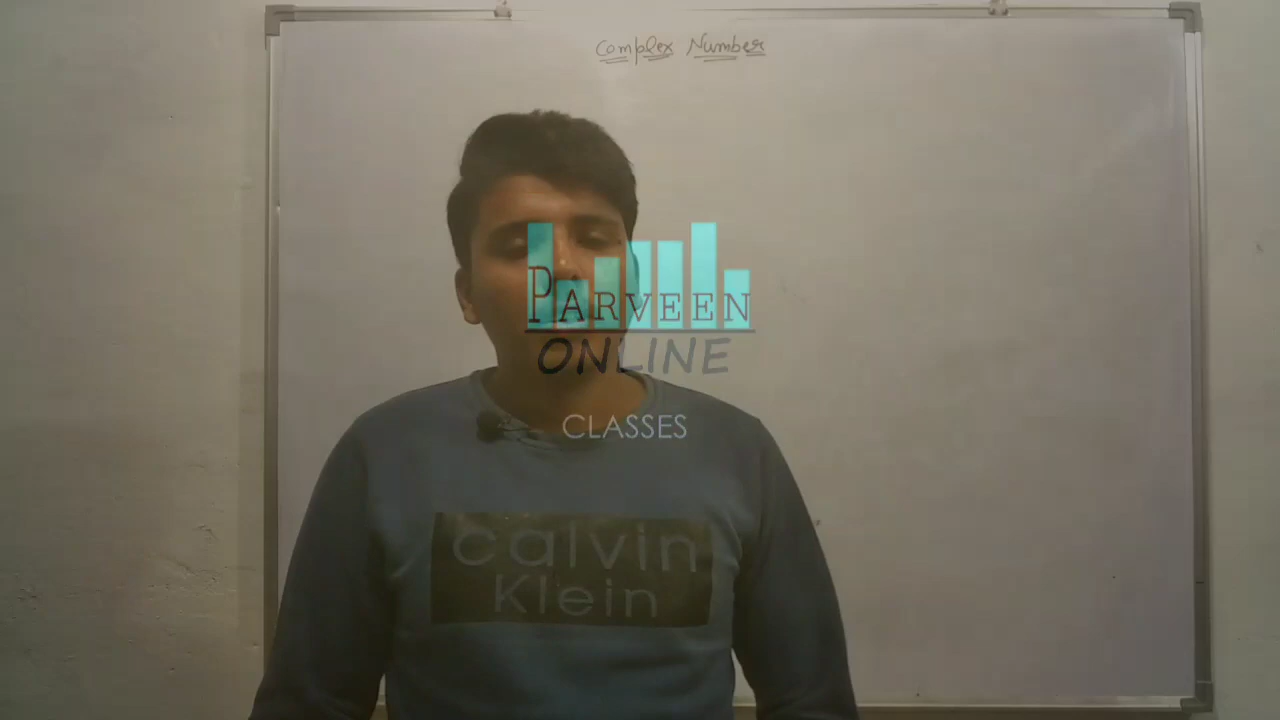 Complex Number
PARVEEN
ONLINE
CLASSES
Calvin
Klein